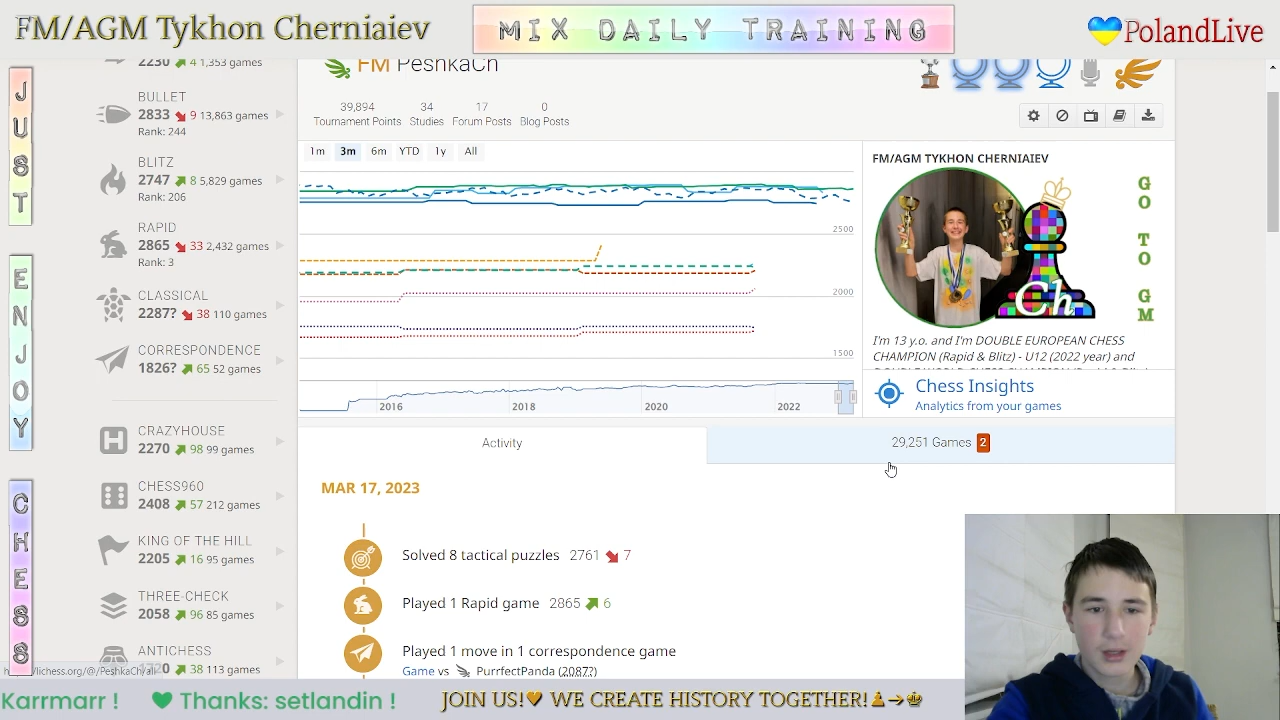 FM/AGM Tykhon Cherniaiev
MIX DAILY TRAINING
PolandLive
JUST
ENJOY
CHESS
2230 4 1,353 games
BULLET
2833 9 13,863 games
Rank: 244
BLITZ
2747 8 5,829 games
Rank: 206
RAPID
2865 33 2,432 games
Rank: 3
CLASSICAL
2287? 38 110 games
CORRESPONDENCE
1826? 65 52 games
CRAZYHOUSE
2270 98 99 games
CHESS960
2408 57 212 games
KING OF THE HILL
2205 16 95 games
THREE-CHECK
2058 96 85 games
ANTICHESS
38 113 games
FM PeshkaCh
39,894 34 17 0
Tournament Points Studies Forum Posts Blog Posts
1m 3m 6m YTD 1y All
2500
2000
1500
2016 2018 2020 2022
FM/AGM TYKHON CHERNIAIEV
Ch
GO
TO
GM
I'm 13 y.o. and I'm DOUBLE EUROPEAN CHESS
CHAMPION (Rapid & Blitz) - U12 (2022 year) and
Chess Insights
Analytics from your games
Activity
29,251 Games 2
MAR 17, 2023
Solved 8 tactical puzzles 2761 7
Played 1 Rapid game 2865 6
Played 1 move in 1 correspondence game
Game vs PurrfectPanda (2087?)
Karrmarr ! Thanks: setlandin ! JOIN US! WE CREATE HISTORY TOGETHER!